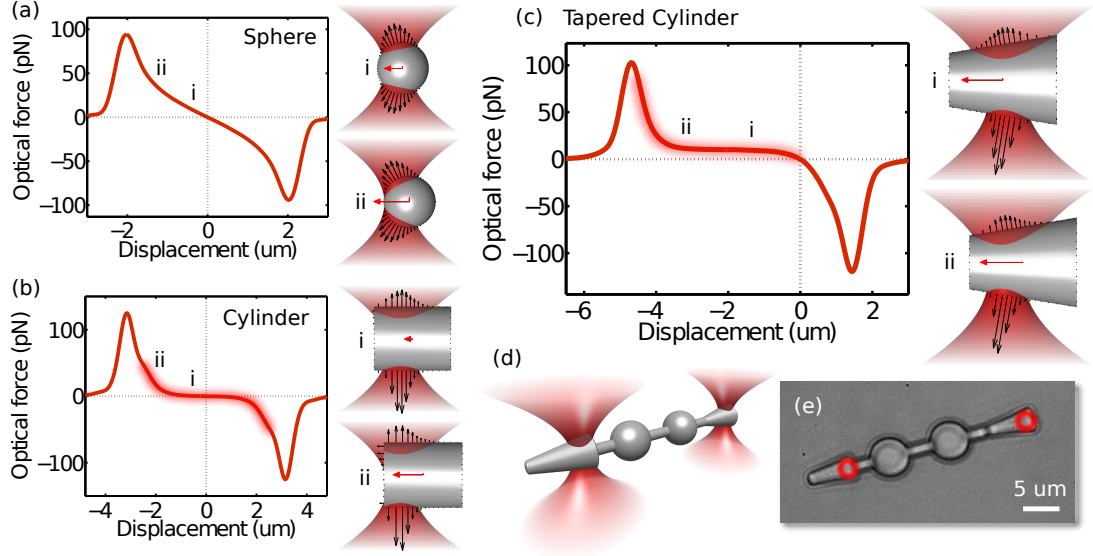 (a)
Optical force (pN)
100
50
0
−50
−100
−2
0
2
Displacement (um)
Sphere
ii
i
i
ii
(b)
Optical force (pN)
100
0
−100
−4
−2
0
2
4
Displacement (um)
Cylinder
ii
i
i
ii
(c) Tapered Cylinder
Optical force (pN)
100
50
0
−50
−100
−6
−4
−2
0
2
Displacement (um)
ii
i
i
ii
(d)
(e)
5 um